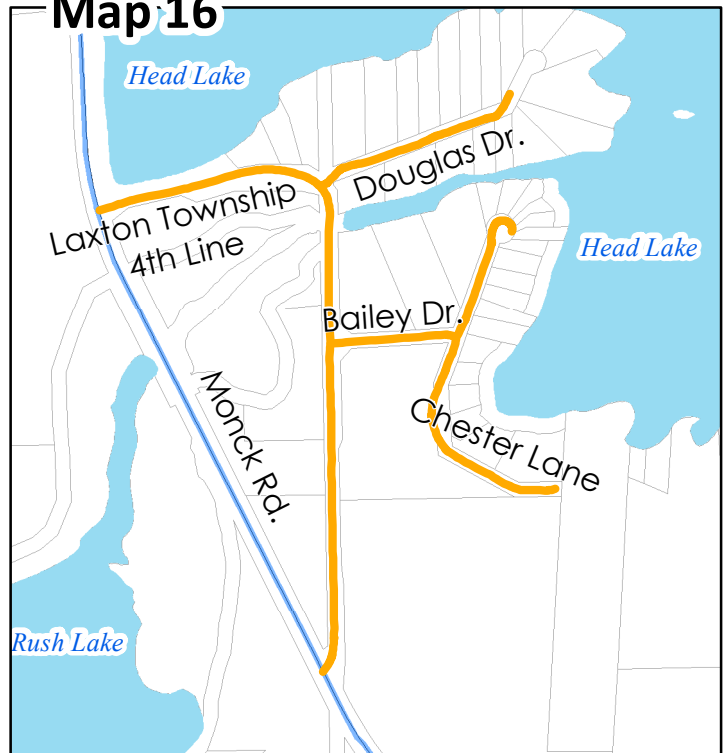 Map 16
Head Lake
Douglas Dr.
Laxton Township
4th Line
Head Lake
Bailey Dr.
Monck Rd.
Chester Lane
Rush Lake